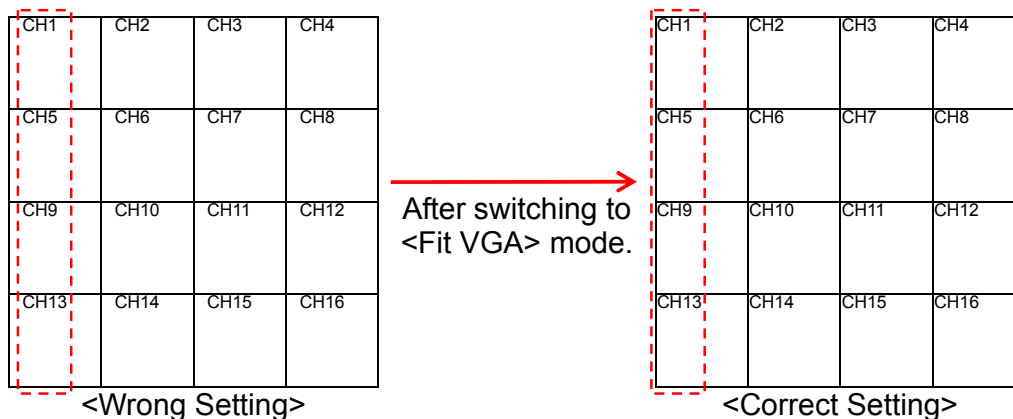 CH1 CH2 CH3 CH4
CH5 CH6 CH7 CH8
CH9 CH10 CH11 CH12
CH13 CH14 CH15 CH16
<Wrong Setting>
After switching to
<Fit VGA> mode.
CH1 CH2 CH3 CH4
CH5 CH6 CH7 CH8
CH9 CH10 CH11 CH12
CH13 CH14 CH15 CH16
<Correct Setting>